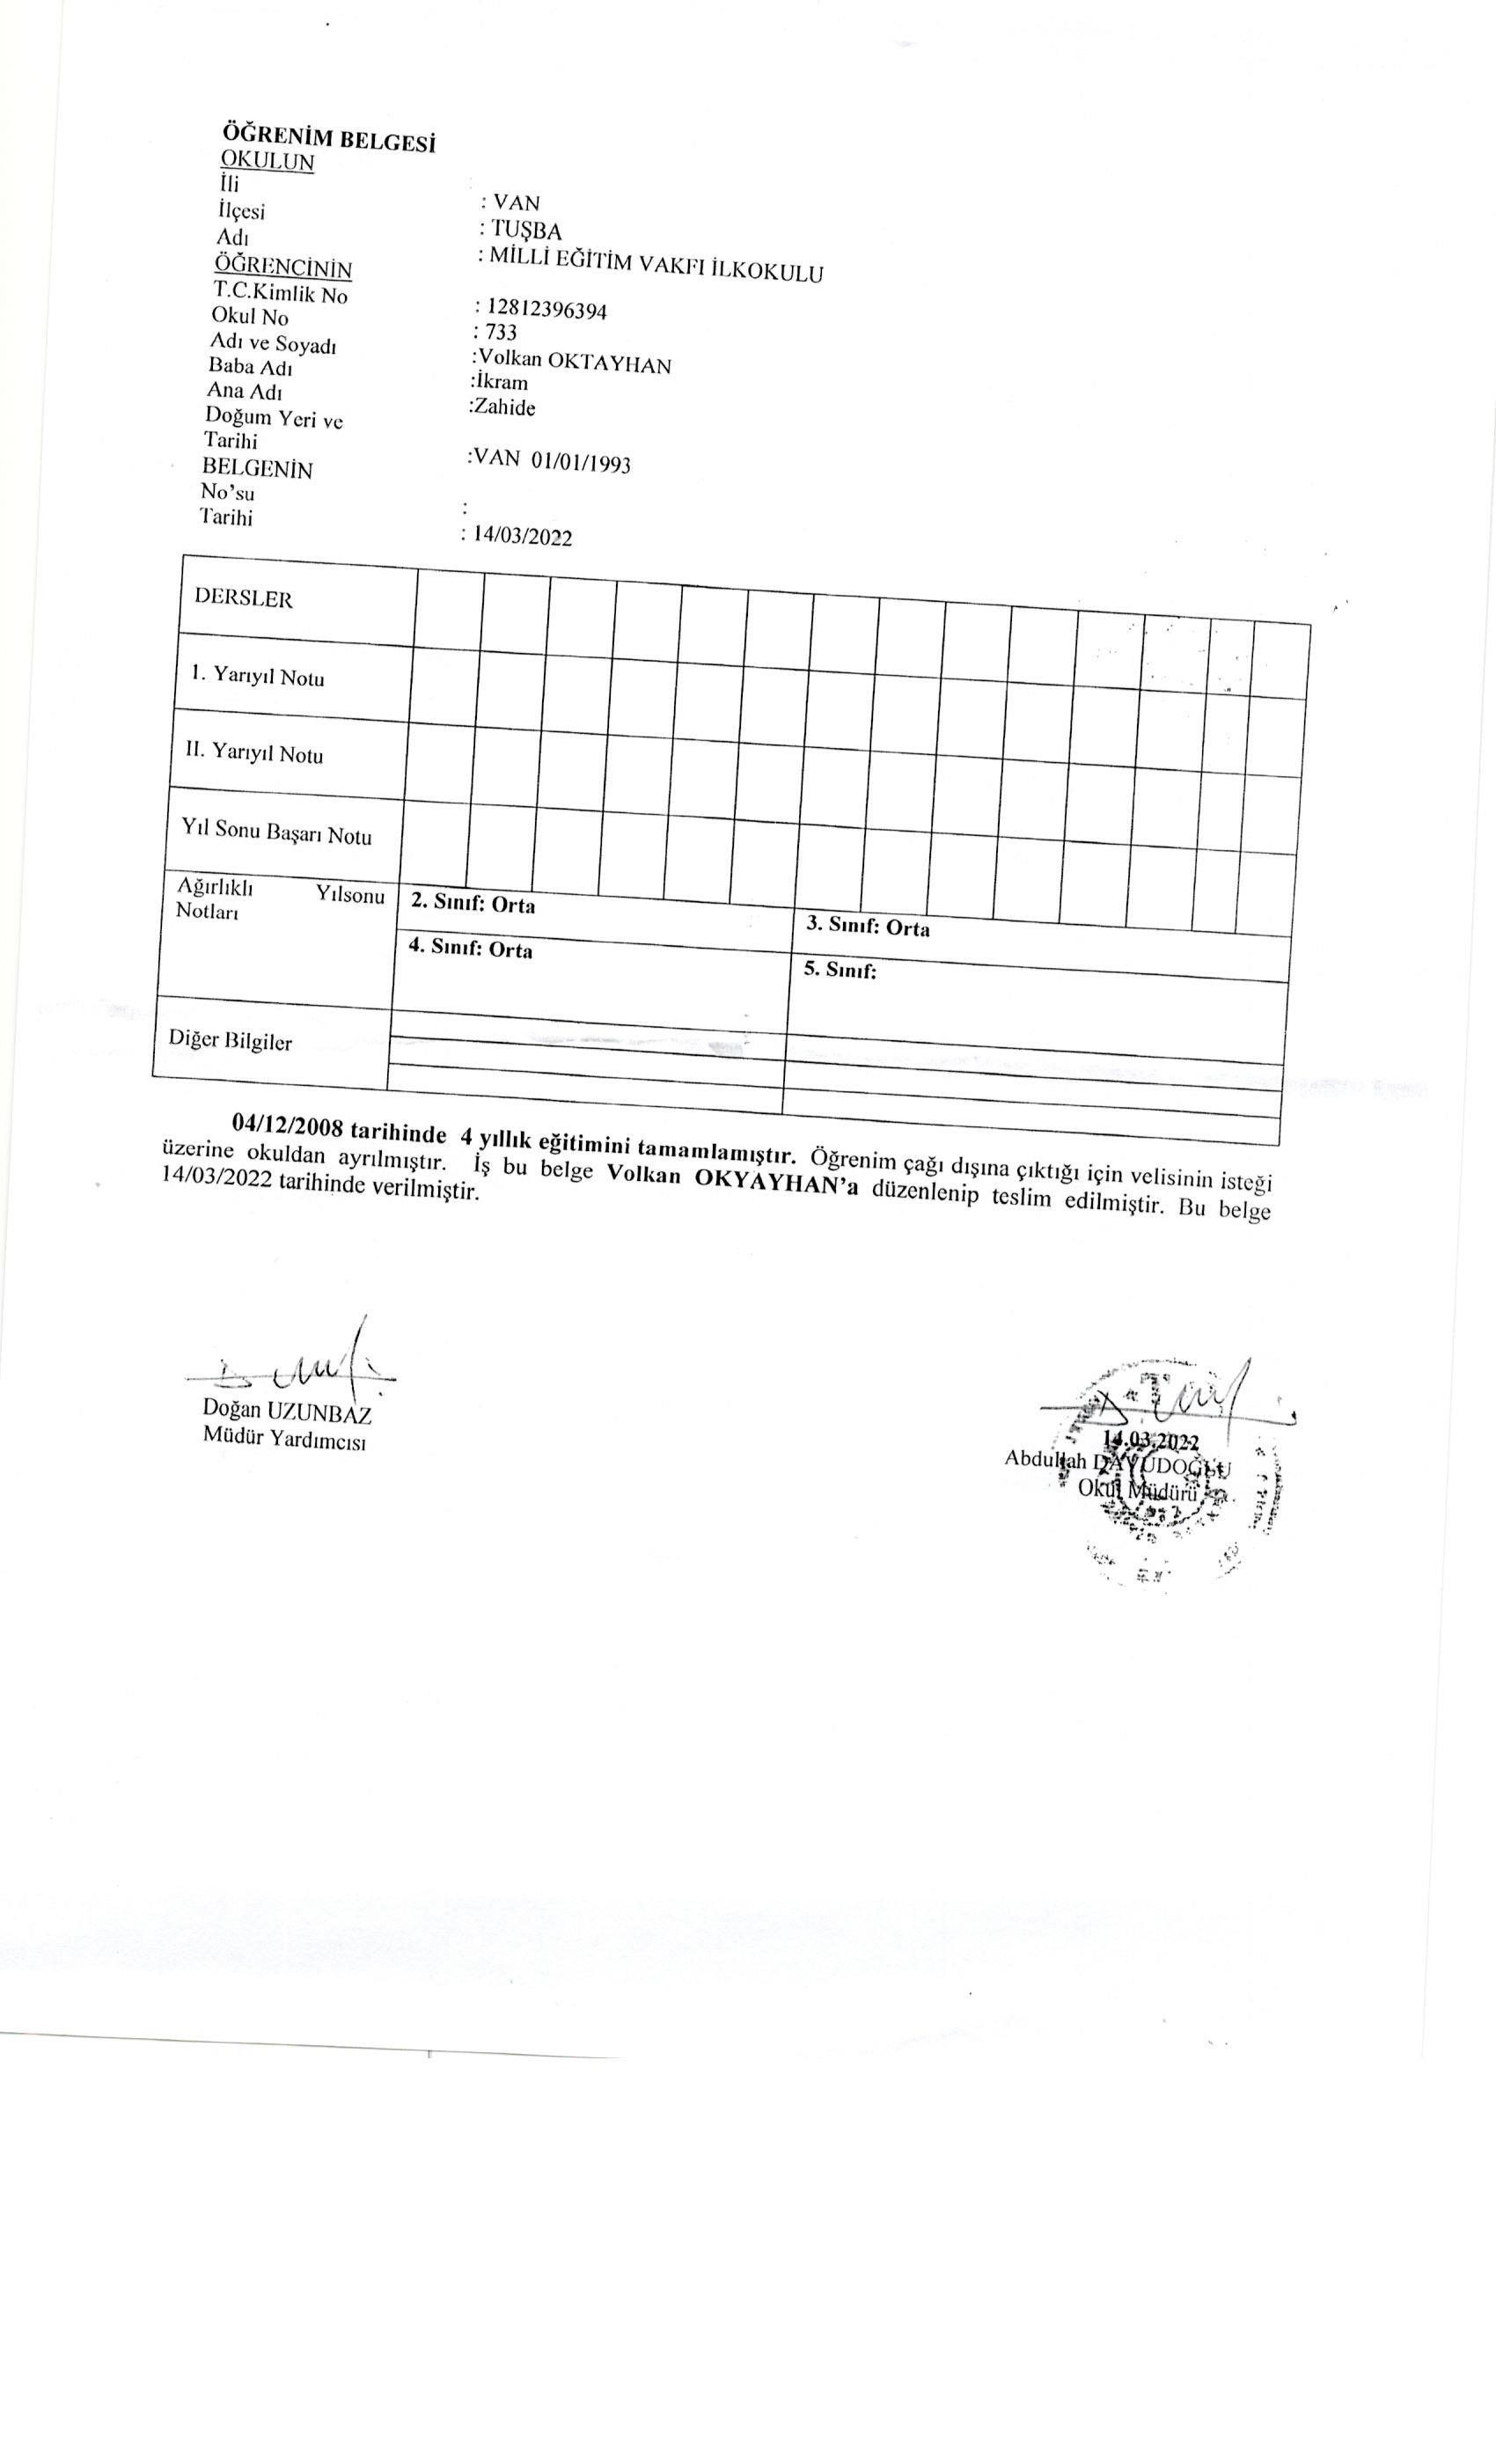 ÖĞRENİM BELGESİ
OKULUN
İli : VAN
İlçesi : TUŞBA
Adı : MİLLİ EĞİTİM VAKFI İLKOKULU
ÖĞRENCİNİN
T.C.Kimlik No : 12812396394
Okul No : 733
Adı ve Soyadı :Volkan OKTAYHAN
Baba Adı :İkram
Ana Adı :Zahide
Doğum Yeri ve
Tarihi :VAN 01/01/1993
BELGENİN
No'su :
Tarihi : 14/03/2022
DERSLER
I. Yarıyıl Notu
II. Yarıyıl Notu
Yıl Sonu Başarı Notu
Ağırlıklı Yılsonu
Notları
2. Sınıf: Orta
3. Sınıf: Orta
4. Sınıf: Orta
5. Sınıf:
Diğer Bilgiler
04/12/2008 tarihinde 4 yıllık eğitimini tamamlamıştır. Öğrenim çağı dışına çıktığı için velisinin isteği
üzerine okuldan ayrılmıştır. İş bu belge Volkan OKYAYHAN'a düzenlenip teslim edilmiştir. Bu belge
14/03/2022 tarihinde verilmiştir.
Doğan UZUNBAZ
Müdür Yardımcısı
14.03.2022
Abdullah DAVUDOĞLU
Okul Müdürü